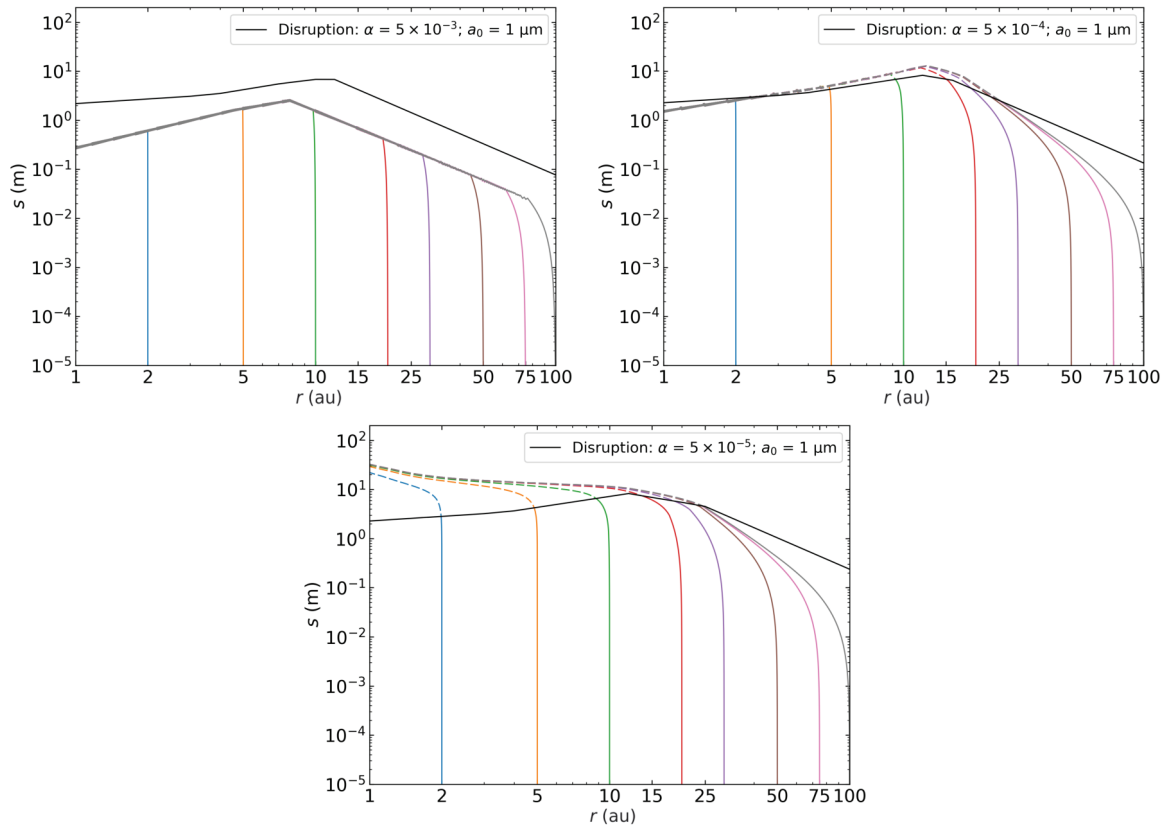 10²
10¹
10⁰
10⁻¹
10⁻²
10⁻³
10⁻⁴
10⁻⁵
s (m)
Disruption: α = 5 × 10⁻³; a₀ = 1 μm
1 2 5 10 15 25 50 75 100
r (au)
10²
10¹
10⁰
10⁻¹
10⁻²
10⁻³
10⁻⁴
10⁻⁵
s (m)
Disruption: α = 5 × 10⁻⁴; a₀ = 1 μm
1 2 5 10 15 25 50 75 100
r (au)
10²
10¹
10⁰
10⁻¹
10⁻²
10⁻³
10⁻⁴
10⁻⁵
s (m)
Disruption: α = 5 × 10⁻⁵; a₀ = 1 μm
1 2 5 10 15 25 50 75 100
r (au)